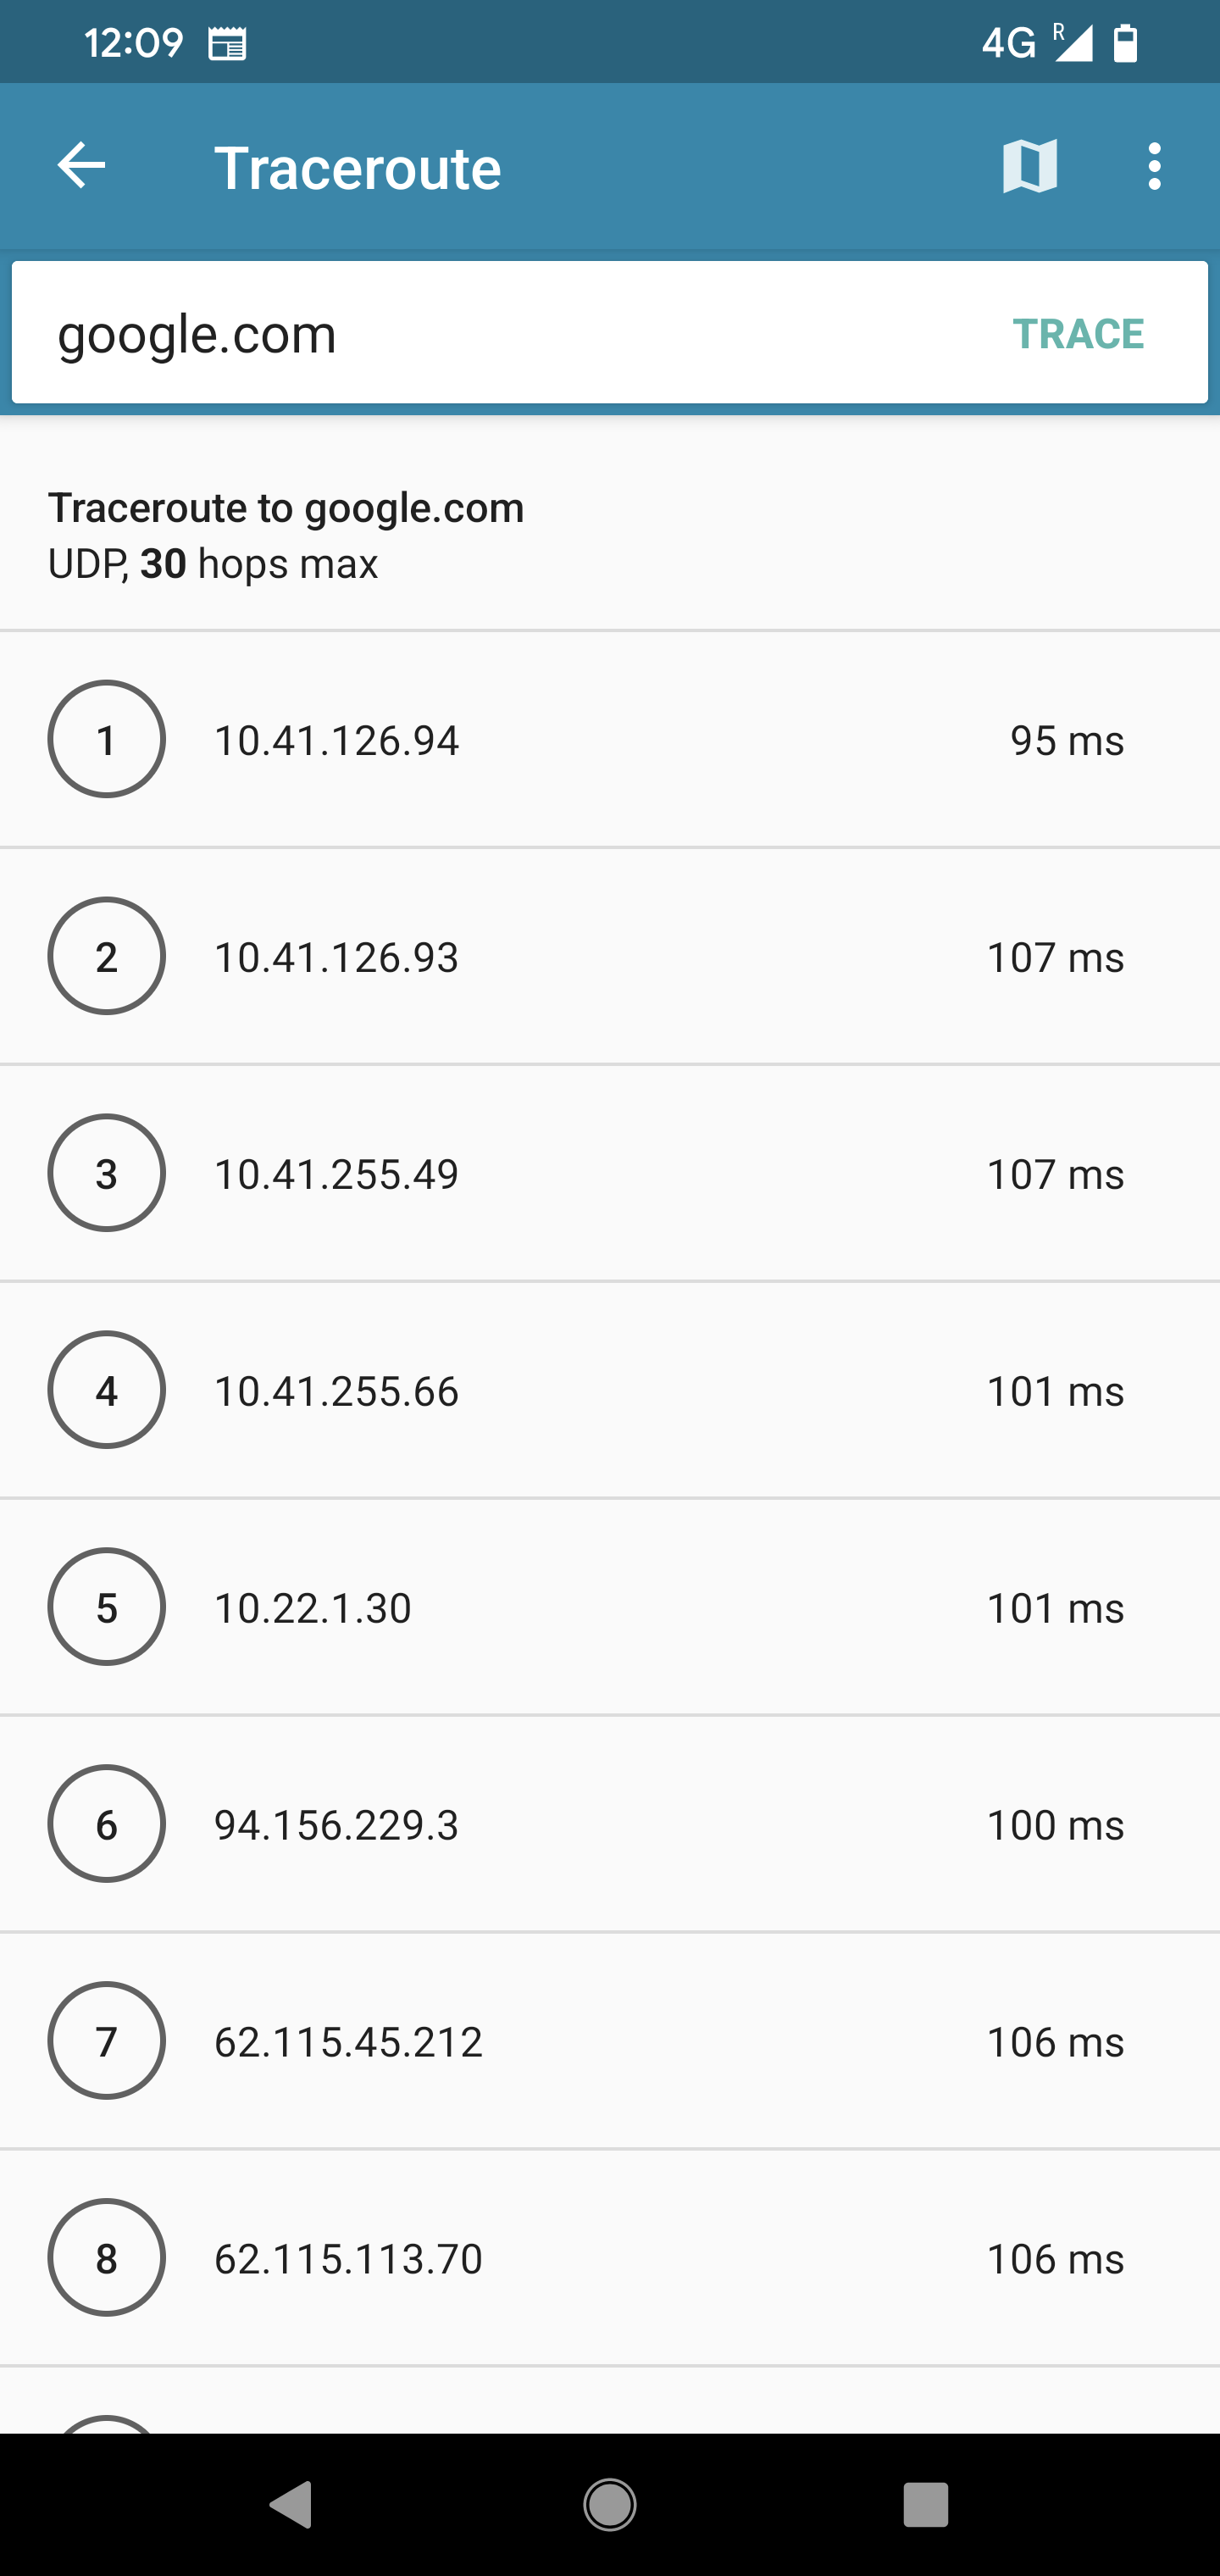 12:09 4G R
Traceroute
google.com TRACE
Traceroute to google.com
UDP, 30 hops max
1 10.41.126.94 95 ms
2 10.41.126.93 107 ms
3 10.41.255.49 107 ms
4 10.41.255.66 101 ms
5 10.22.1.30 101 ms
6 94.156.229.3 100 ms
7 62.115.45.212 106 ms
8 62.115.113.70 106 ms